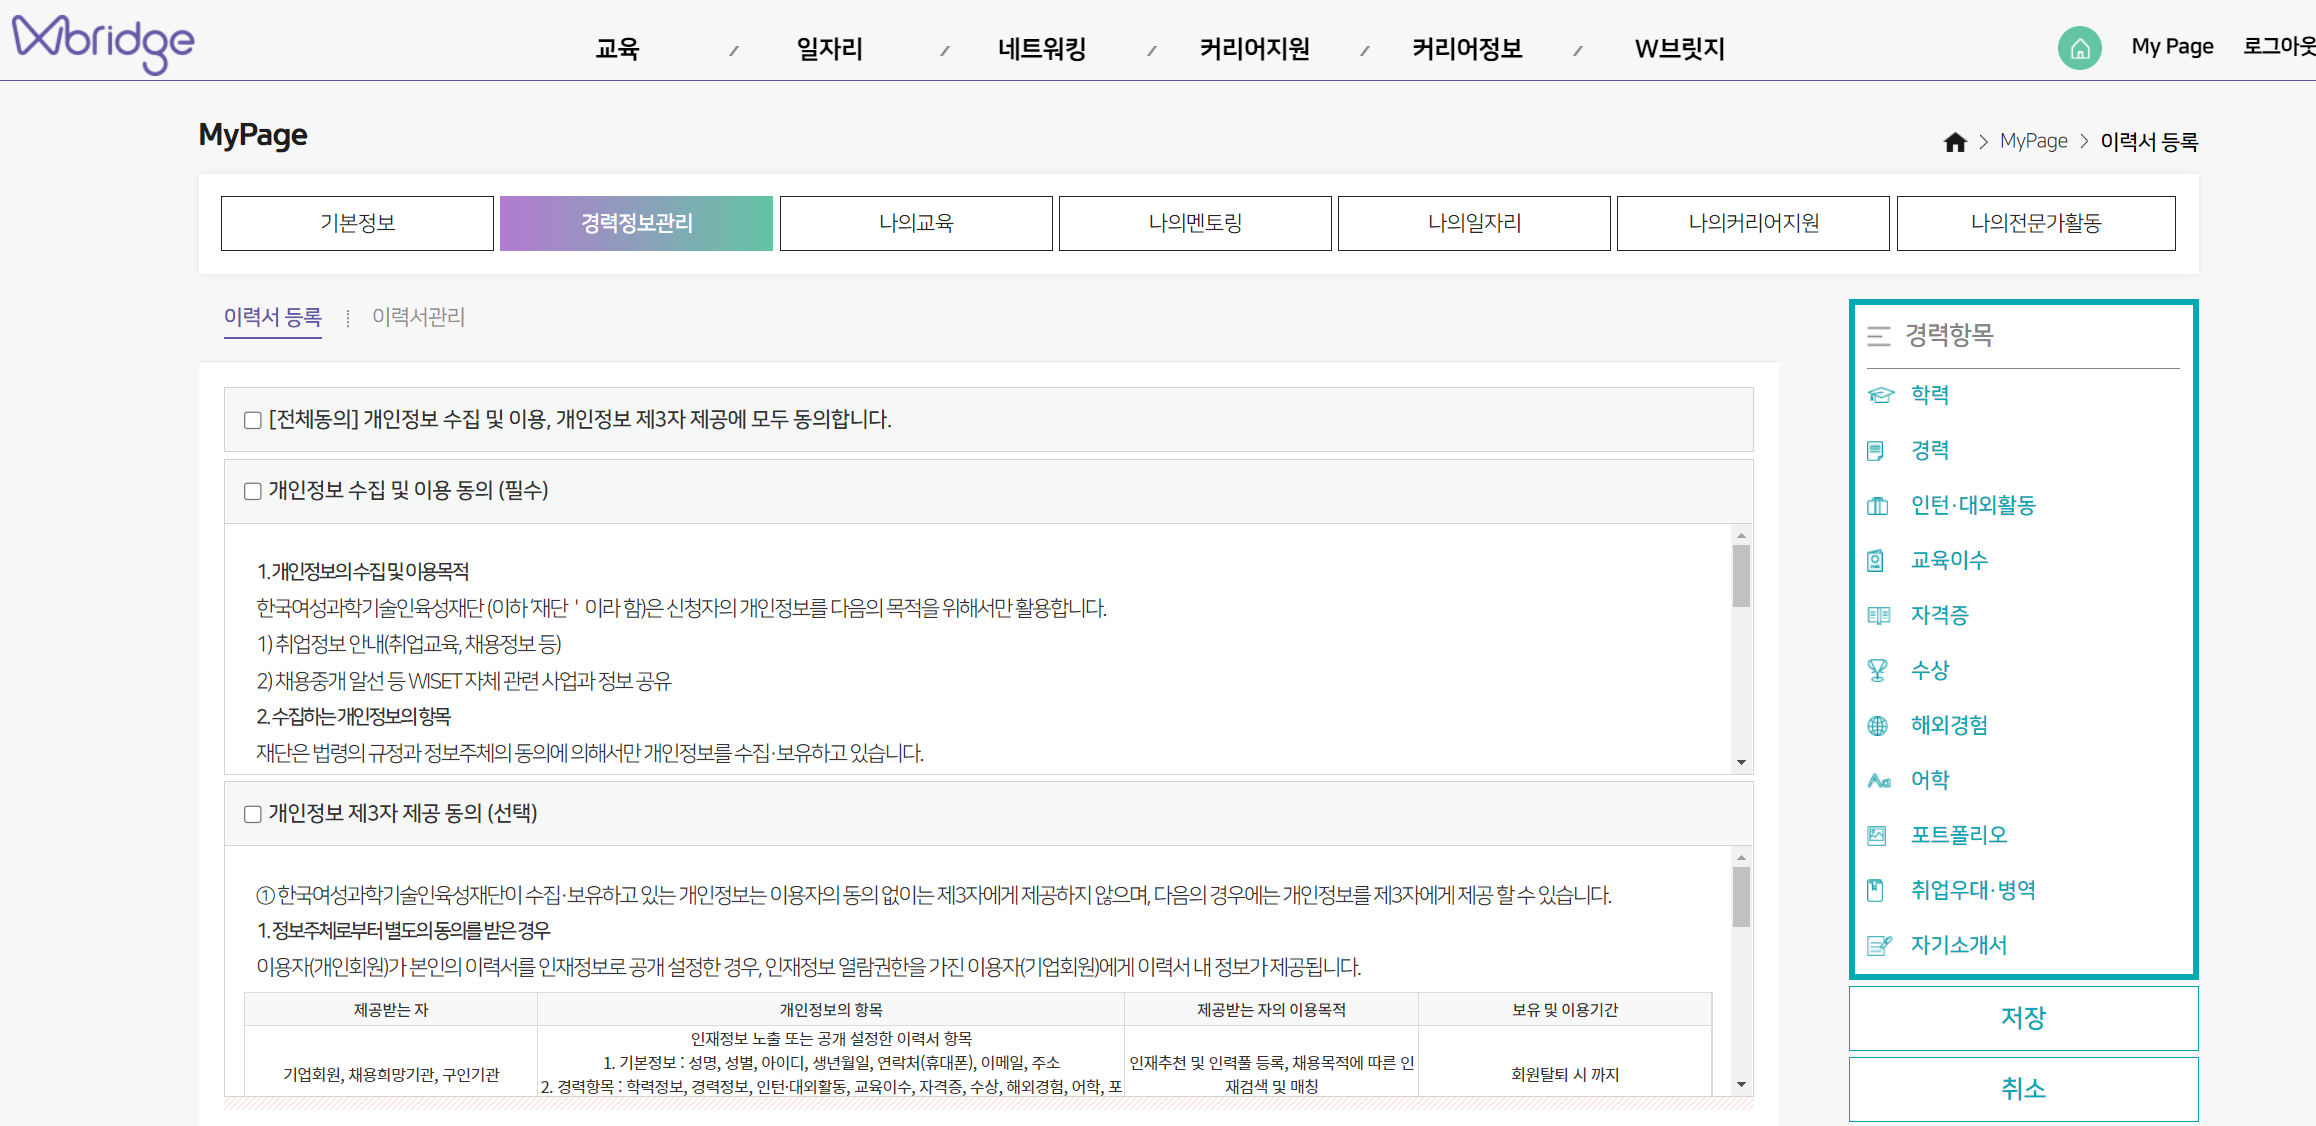 Wbridge
교육 / 일자리 / 네트워킹 / 커리어지원 / 커리어정보 / W브릿지
My Page 로그아웃
MyPage
MyPage > 이력서 등록
기본정보 경력정보관리 나의교육 나의멘토링 나의일자리 나의커리어지원 나의전문가활동
이력서 등록 이력서관리
[전체동의] 개인정보 수집 및 이용, 개인정보 제3자 제공에 모두 동의합니다.
개인정보 수집 및 이용 동의 (필수)
1. 개인정보의 수집 및 이용목적
한국여성과학기술인육성재단 (이하 '재단 ' 이라 함)은 신청자의 개인정보를 다음의 목적을 위해서만 활용합니다.
1) 취업정보 안내(취업교육, 채용정보 등)
2) 채용중개 알선 등 WISET 자체 관련 사업과 정보 공유
2. 수집하는 개인정보의 항목
재단은 법령의 규정과 정보주체의 동의에 의해서만 개인정보를 수집·보유하고 있습니다.
개인정보 제3자 제공 동의 (선택)
① 한국여성과학기술인육성재단이 수집·보유하고 있는 개인정보는 이용자의 동의 없이는 제3자에게 제공하지 않으며, 다음의 경우에는 개인정보를 제3자에게 제공 할 수 있습니다.
1. 정보주체로부터 별도의 동의를 받은 경우
이용자(개인회원)가 본인의 이력서를 인재정보로 공개 설정한 경우, 인재정보 열람권한을 가진 이용자(기업회원)에게 이력서 내 정보가 제공됩니다.
제공받는 자 개인정보의 항목 제공받는 자의 이용목적 보유 및 이용기간
기업회원, 채용희망기관, 구인기관
인재정보 노출 또는 공개 설정한 이력서 항목
1. 기본정보 : 성명, 성별, 아이디, 생년월일, 연락처(휴대폰), 이메일, 주소
2. 경력항목 : 학력정보, 경력정보, 인턴·대외활동, 교육이수, 자격증, 수상, 해외경험, 어학, 포
인재추천 및 인력풀 등록, 채용목적에 따른 인
재검색 및 매칭
회원탈퇴 시 까지
경력항목
학력
경력
인턴·대외활동
교육이수
자격증
수상
해외경험
어학
포트폴리오
취업우대·병역
자기소개서
저장
취소